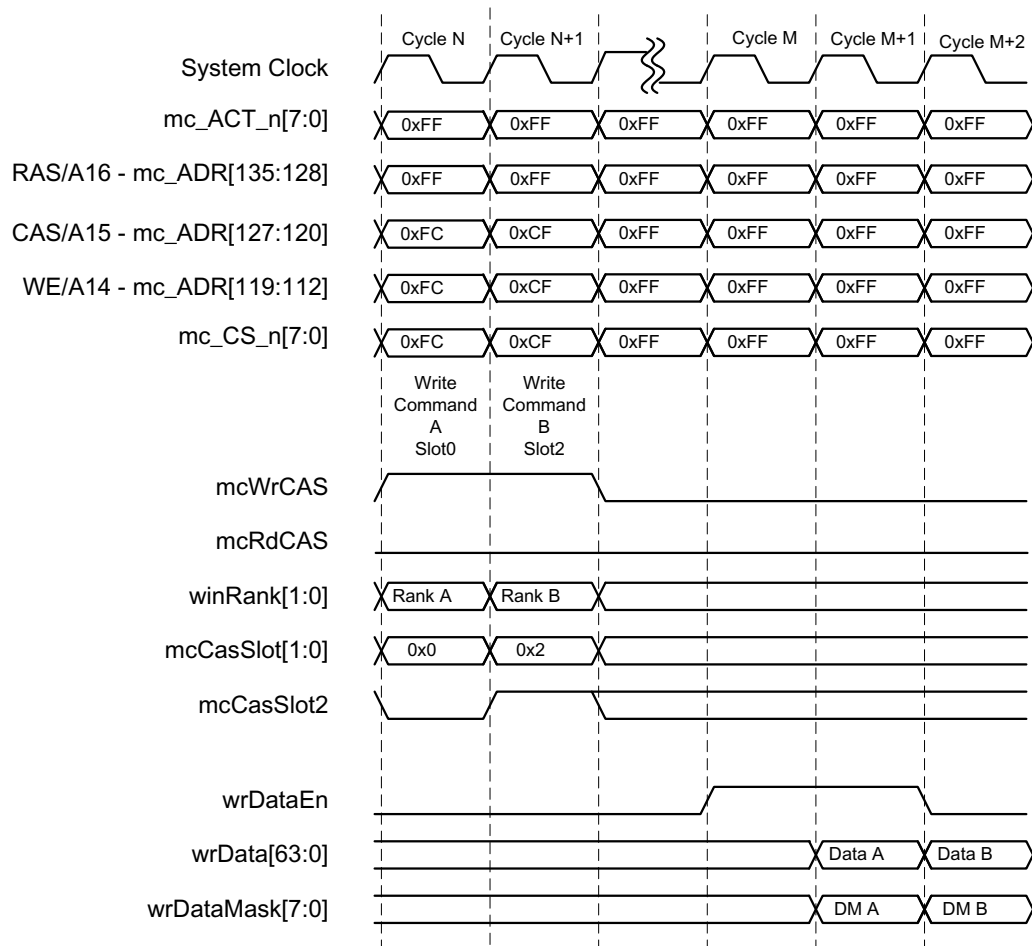 Cycle N Cycle N+1 Cycle M Cycle M+1 Cycle M+2
System Clock
mc_ACT_n[7:0] 0xFF 0xFF 0xFF 0xFF 0xFF 0xFF
RAS/A16 - mc_ADR[135:128] 0xFF 0xFF 0xFF 0xFF 0xFF 0xFF
CAS/A15 - mc_ADR[127:120] 0xFC 0xCF 0xFF 0xFF 0xFF 0xFF
WE/A14 - mc_ADR[119:112] 0xFC 0xCF 0xFF 0xFF 0xFF 0xFF
mc_CS_n[7:0] 0xFC 0xCF 0xFF 0xFF 0xFF 0xFF
Write Write
Command Command
A B
Slot0 Slot2
mcWrCAS
mcRdCAS
winRank[1:0] Rank A Rank B
mcCasSlot[1:0] 0x0 0x2
mcCasSlot2
wrDataEn
wrData[63:0] Data A Data B
wrDataMask[7:0] DM A DM B